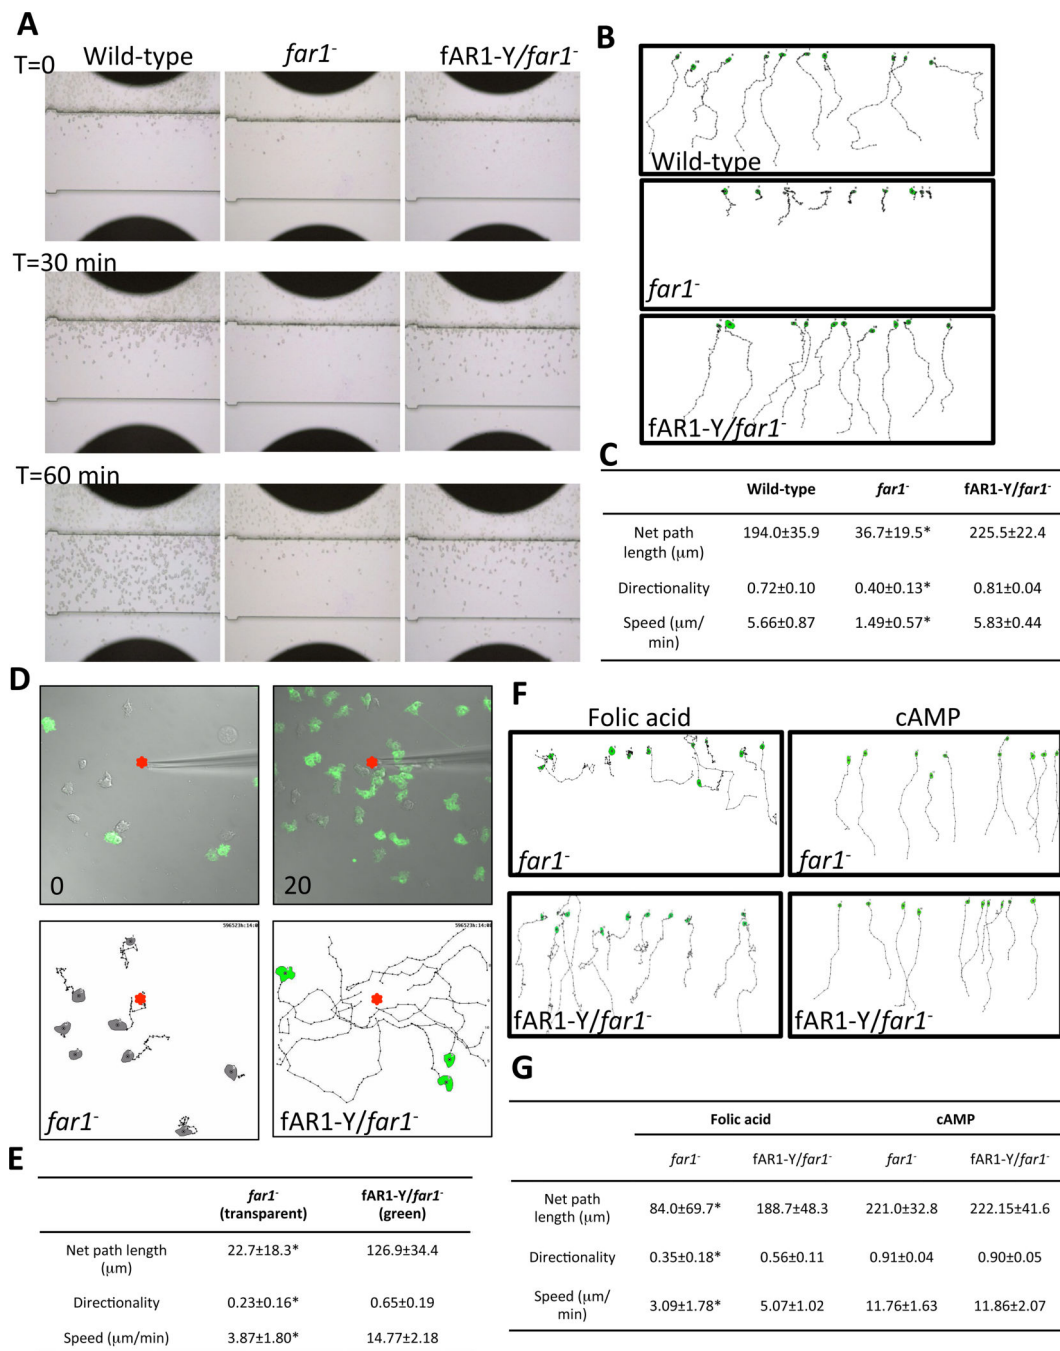 A
Wild-type far1- fAR1-Y/far1-
T=0
T=30 min
T=60 min
B
Wild-type
far1-
fAR1-Y/far1-
C
Wild-type far1- fAR1-Y/far1-
Net path length (μm) 194.0±35.9 36.7±19.5* 225.5±22.4
Directionality 0.72±0.10 0.40±0.13* 0.81±0.04
Speed (μm/min) 5.66±0.87 1.49±0.57* 5.83±0.44
D
0
20
far1-
fAR1-Y/far1-
E
far1- (transparent) fAR1-Y/far1- (green)
Net path length (μm) 22.7±18.3* 126.9±34.4
Directionality 0.23±0.16* 0.65±0.19
Speed (μm/min) 3.87±1.80* 14.77±2.18
F
Folic acid cAMP
far1-
far1-
fAR1-Y/far1-
fAR1-Y/far1-
G
Folic acid cAMP
far1- fAR1-Y/far1- far1- fAR1-Y/far1-
Net path length (μm) 84.0±69.7* 188.7±48.3 221.0±32.8 222.15±41.6
Directionality 0.35±0.18* 0.56±0.11 0.91±0.04 0.90±0.05
Speed (μm/min) 3.09±1.78* 5.07±1.02 11.76±1.63 11.86±2.07